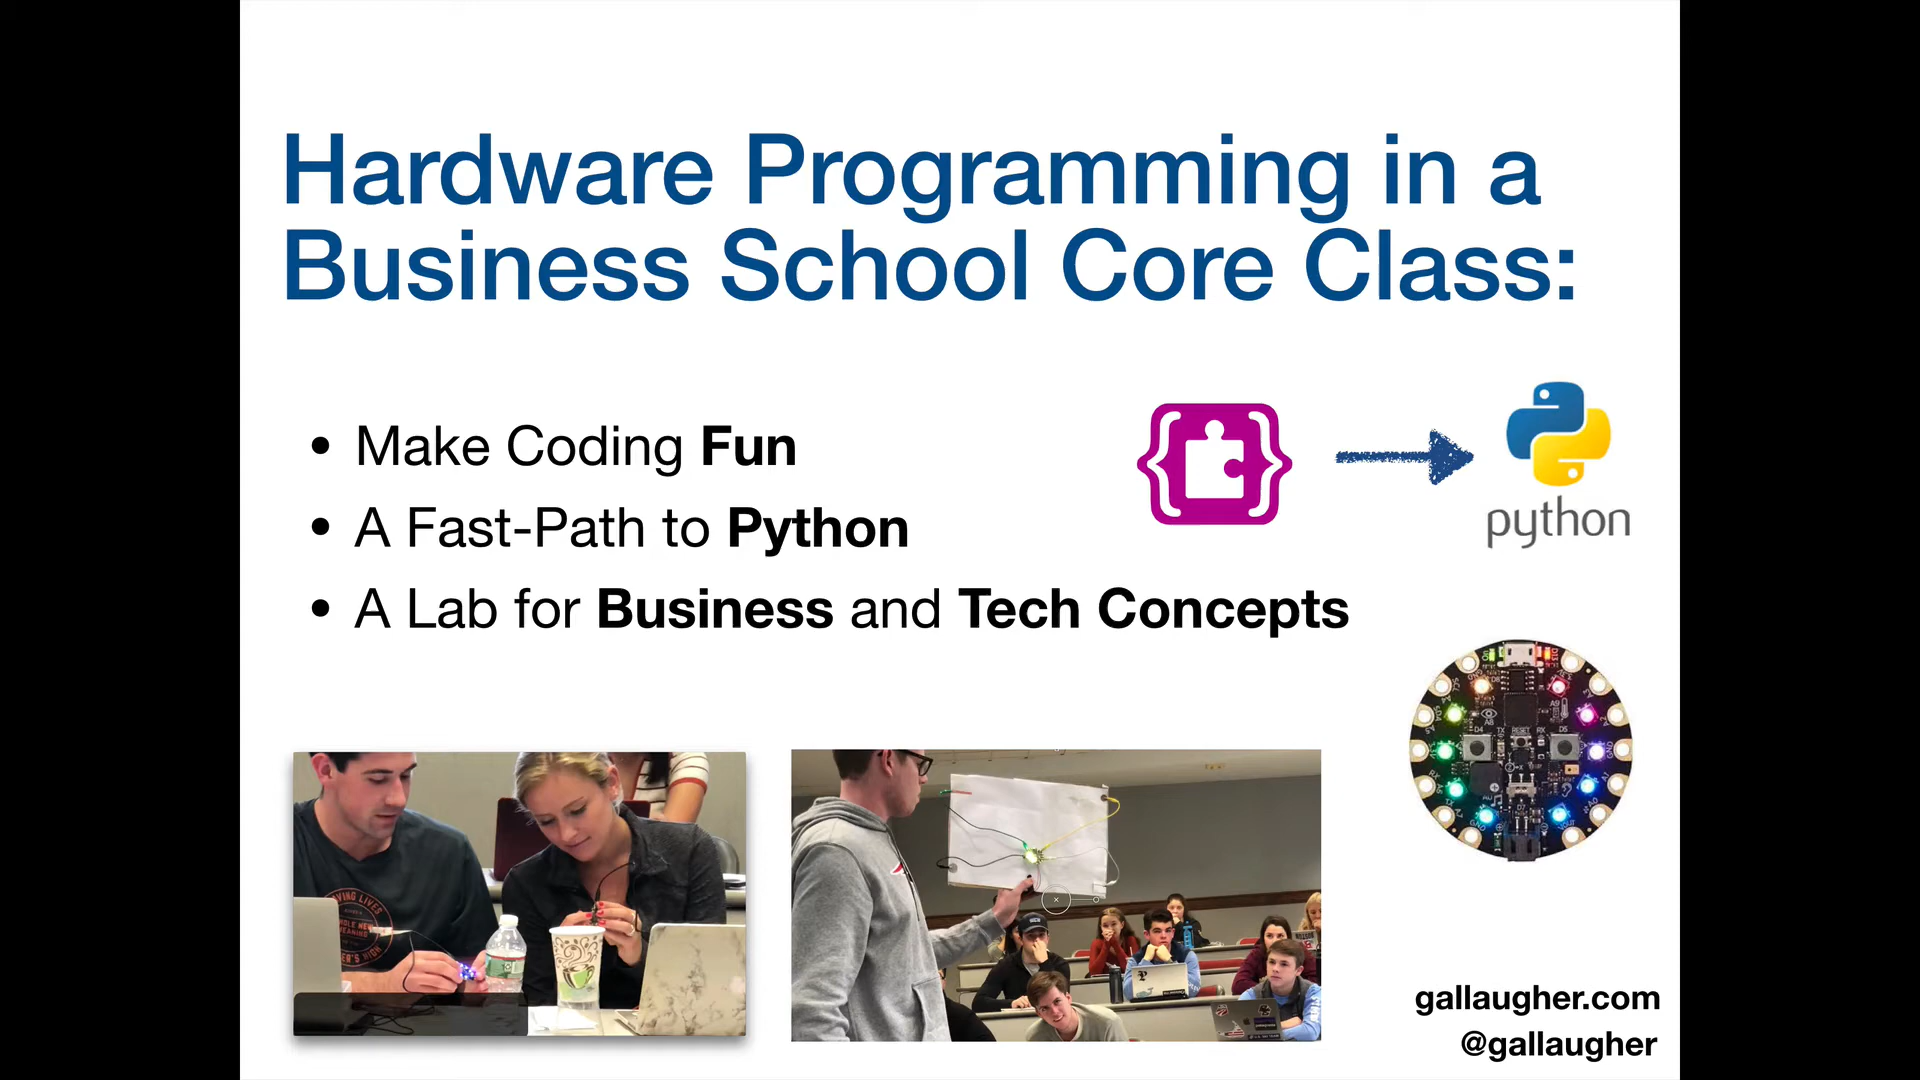 Hardware Programming in a
Business School Core Class:
• Make Coding Fun
• A Fast-Path to Python
• A Lab for Business and Tech Concepts
python
gallaugher.com
@gallaugher